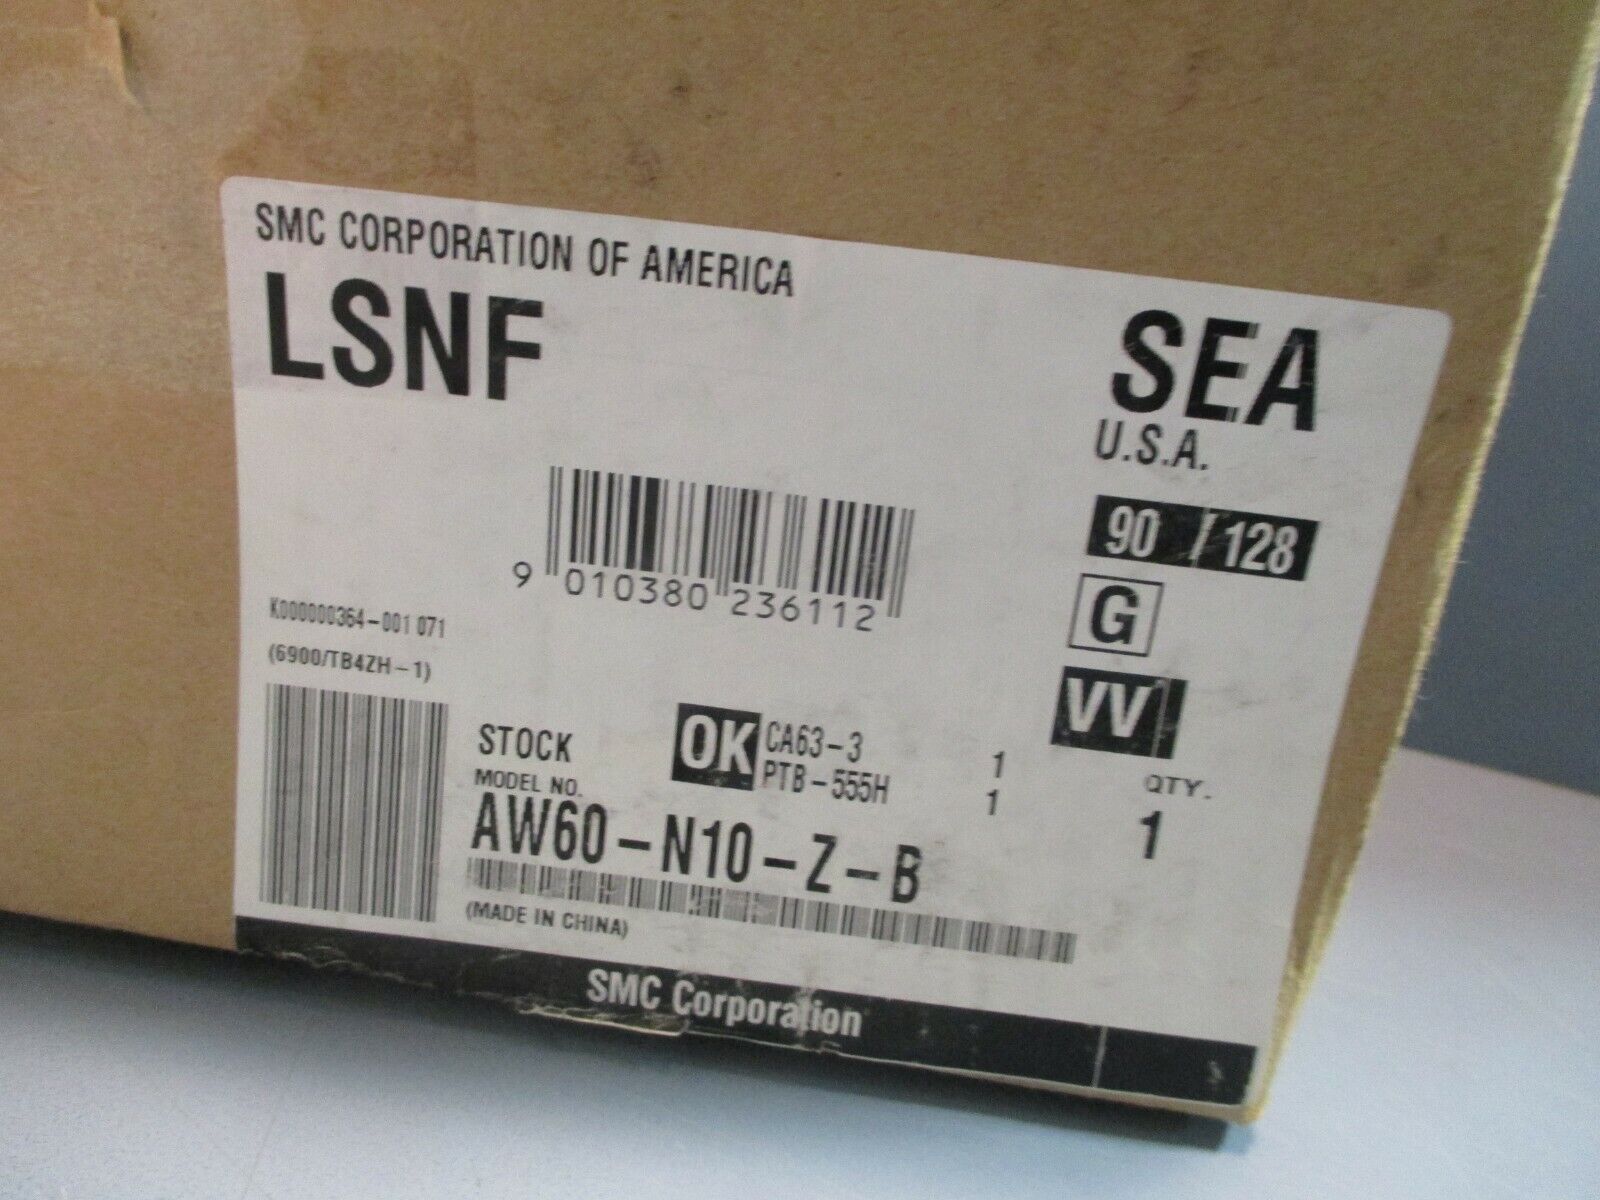 SMC CORPORATION OF AMERICA
LSNF
SEA
U.S.A.
90 / 128
G
VV
9 010380 236112
K000000364-001 071
(6900/TB4ZH-1)
STOCK
OK
CA63-3 1
PTB-555H 1
MODEL NO.
QTY.
AW60-N10-Z-B
1
(MADE IN CHINA)
SMC Corporation